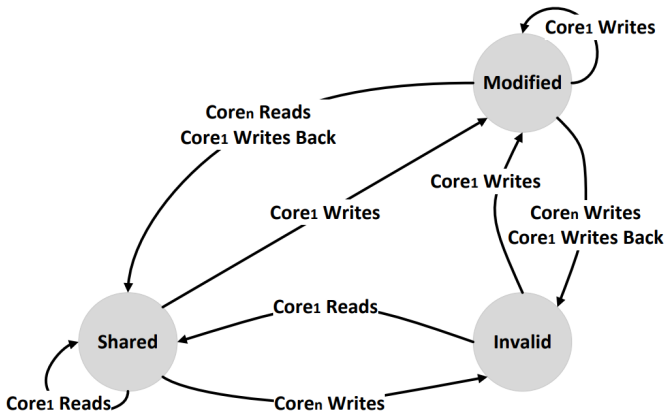 Core1 Writes
Modified
Coren Reads
Core1 Writes Back
Core1 Writes
Core1 Writes
Coren Writes
Core1 Writes Back
Core1 Reads
Shared
Invalid
Core1 Reads
Coren Writes